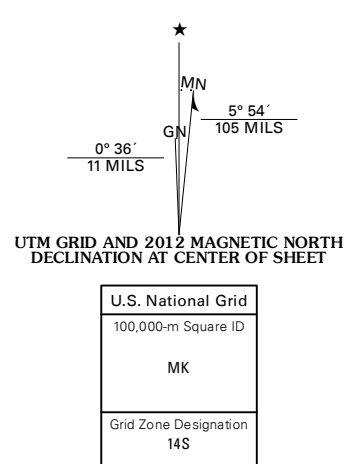 ★
MN
5° 54´
105 MILS
GN
0° 36´
11 MILS
UTM GRID AND 2012 MAGNETIC NORTH
DECLINATION AT CENTER OF SHEET
U.S. National Grid
100,000-m Square ID
MK
Grid Zone Designation
14S